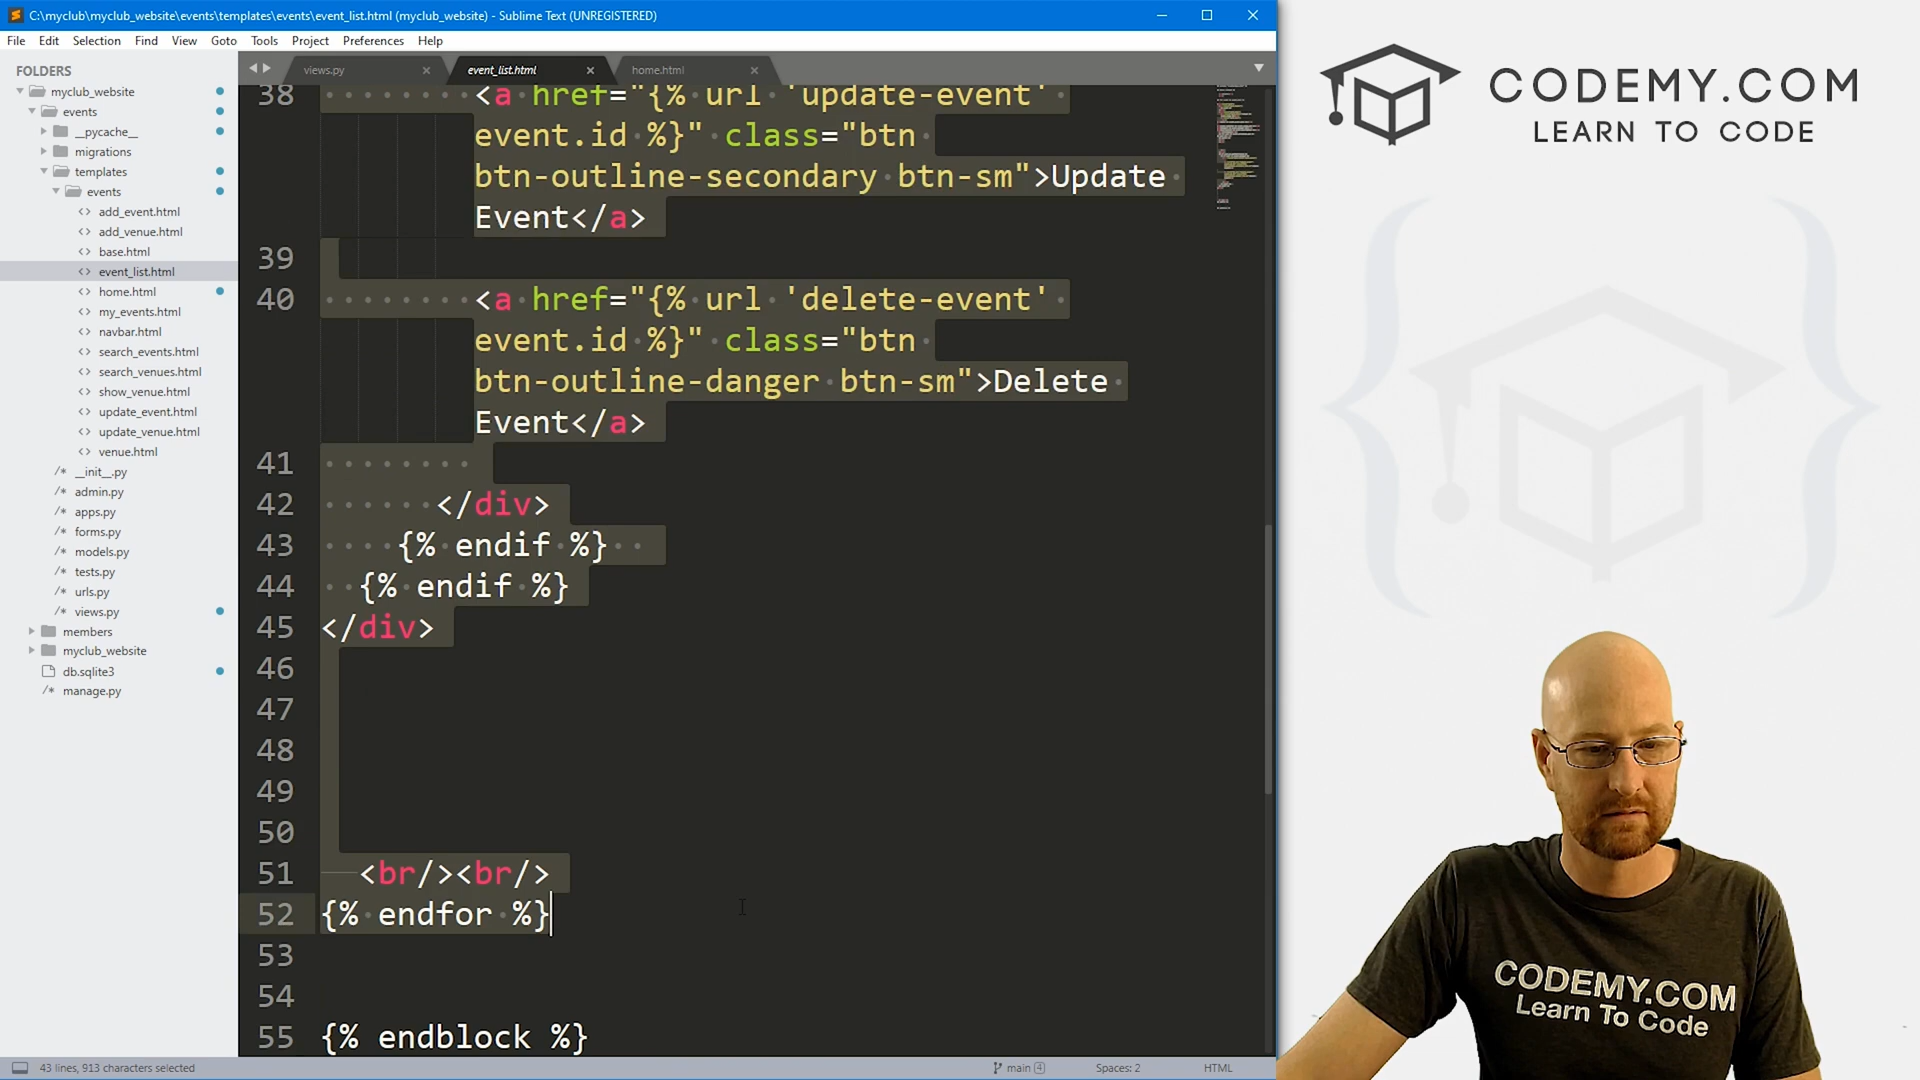 C:\myclub\myclub_website\events\templates\events\event_list.html (myclub_website) - Sublime Text (UNREGISTERED)
File Edit Selection Find View Goto Tools Project Preferences Help
FOLDERS
myclub_website
events
__pycache__
migrations
templates
events
add_event.html
add_venue.html
base.html
event_list.html
home.html
my_events.html
navbar.html
search_events.html
search_venues.html
show_venue.html
update_event.html
update_venue.html
venue.html
__init__.py
admin.py
apps.py
forms.py
models.py
tests.py
urls.py
views.py
members
myclub_website
db.sqlite3
manage.py
views.py event_list.html home.html
38 <a href="{% url 'update-event'
event.id %}" class="btn
btn-outline-secondary btn-sm">Update
Event</a>
39
40 <a href="{% url 'delete-event'
event.id %}" class="btn
btn-outline-danger btn-sm">Delete
Event</a>
41
42 </div>
43 {% endif %}
44 {% endif %}
45 </div>
46
47
48
49
50
51 <br/><br/>
52 {% endfor %}
53
54
55 {% endblock %}
43 lines, 913 characters selected
main 4 Spaces: 2 HTML
CODEMY.COM
LEARN TO CODE
CODEMY.COM
Learn To Code